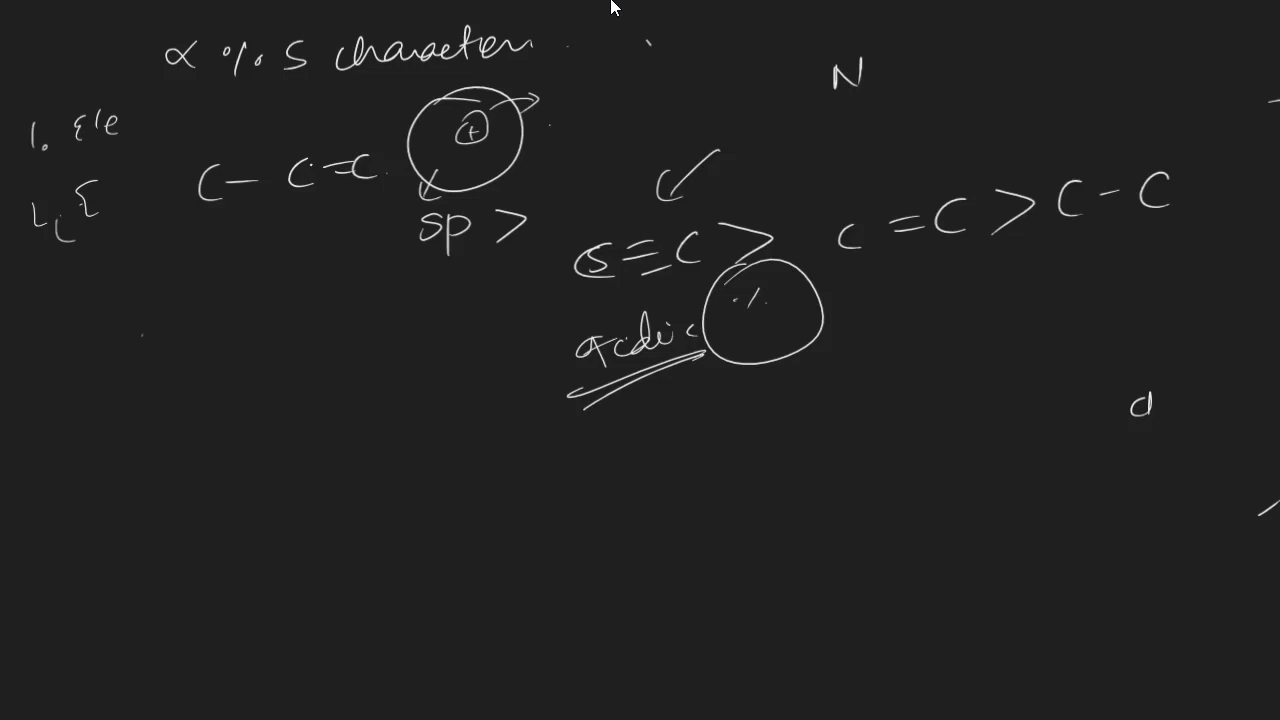 ∝ % S character
N
1.
C - C = C
+
sp >
C ≡ C > C = C > C - C
acidic
%
d